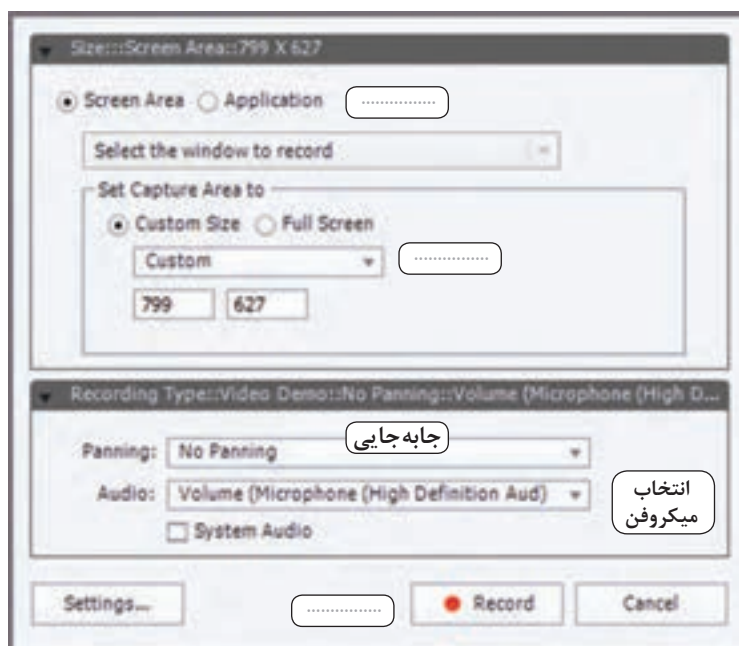 Size:::Screen Area::799 X 627
Screen Area Application ................
Select the window to record
Set Capture Area to
Custom Size Full Screen
Custom ................
799 627
Recording Type::Video Demo::No Panning::Volume (Microphone (High D...
جابه‌جایی
Panning: No Panning
Audio: Volume (Microphone (High Definition Aud)
انتخاب
میکروفن
System Audio
Settings... ................ Record Cancel